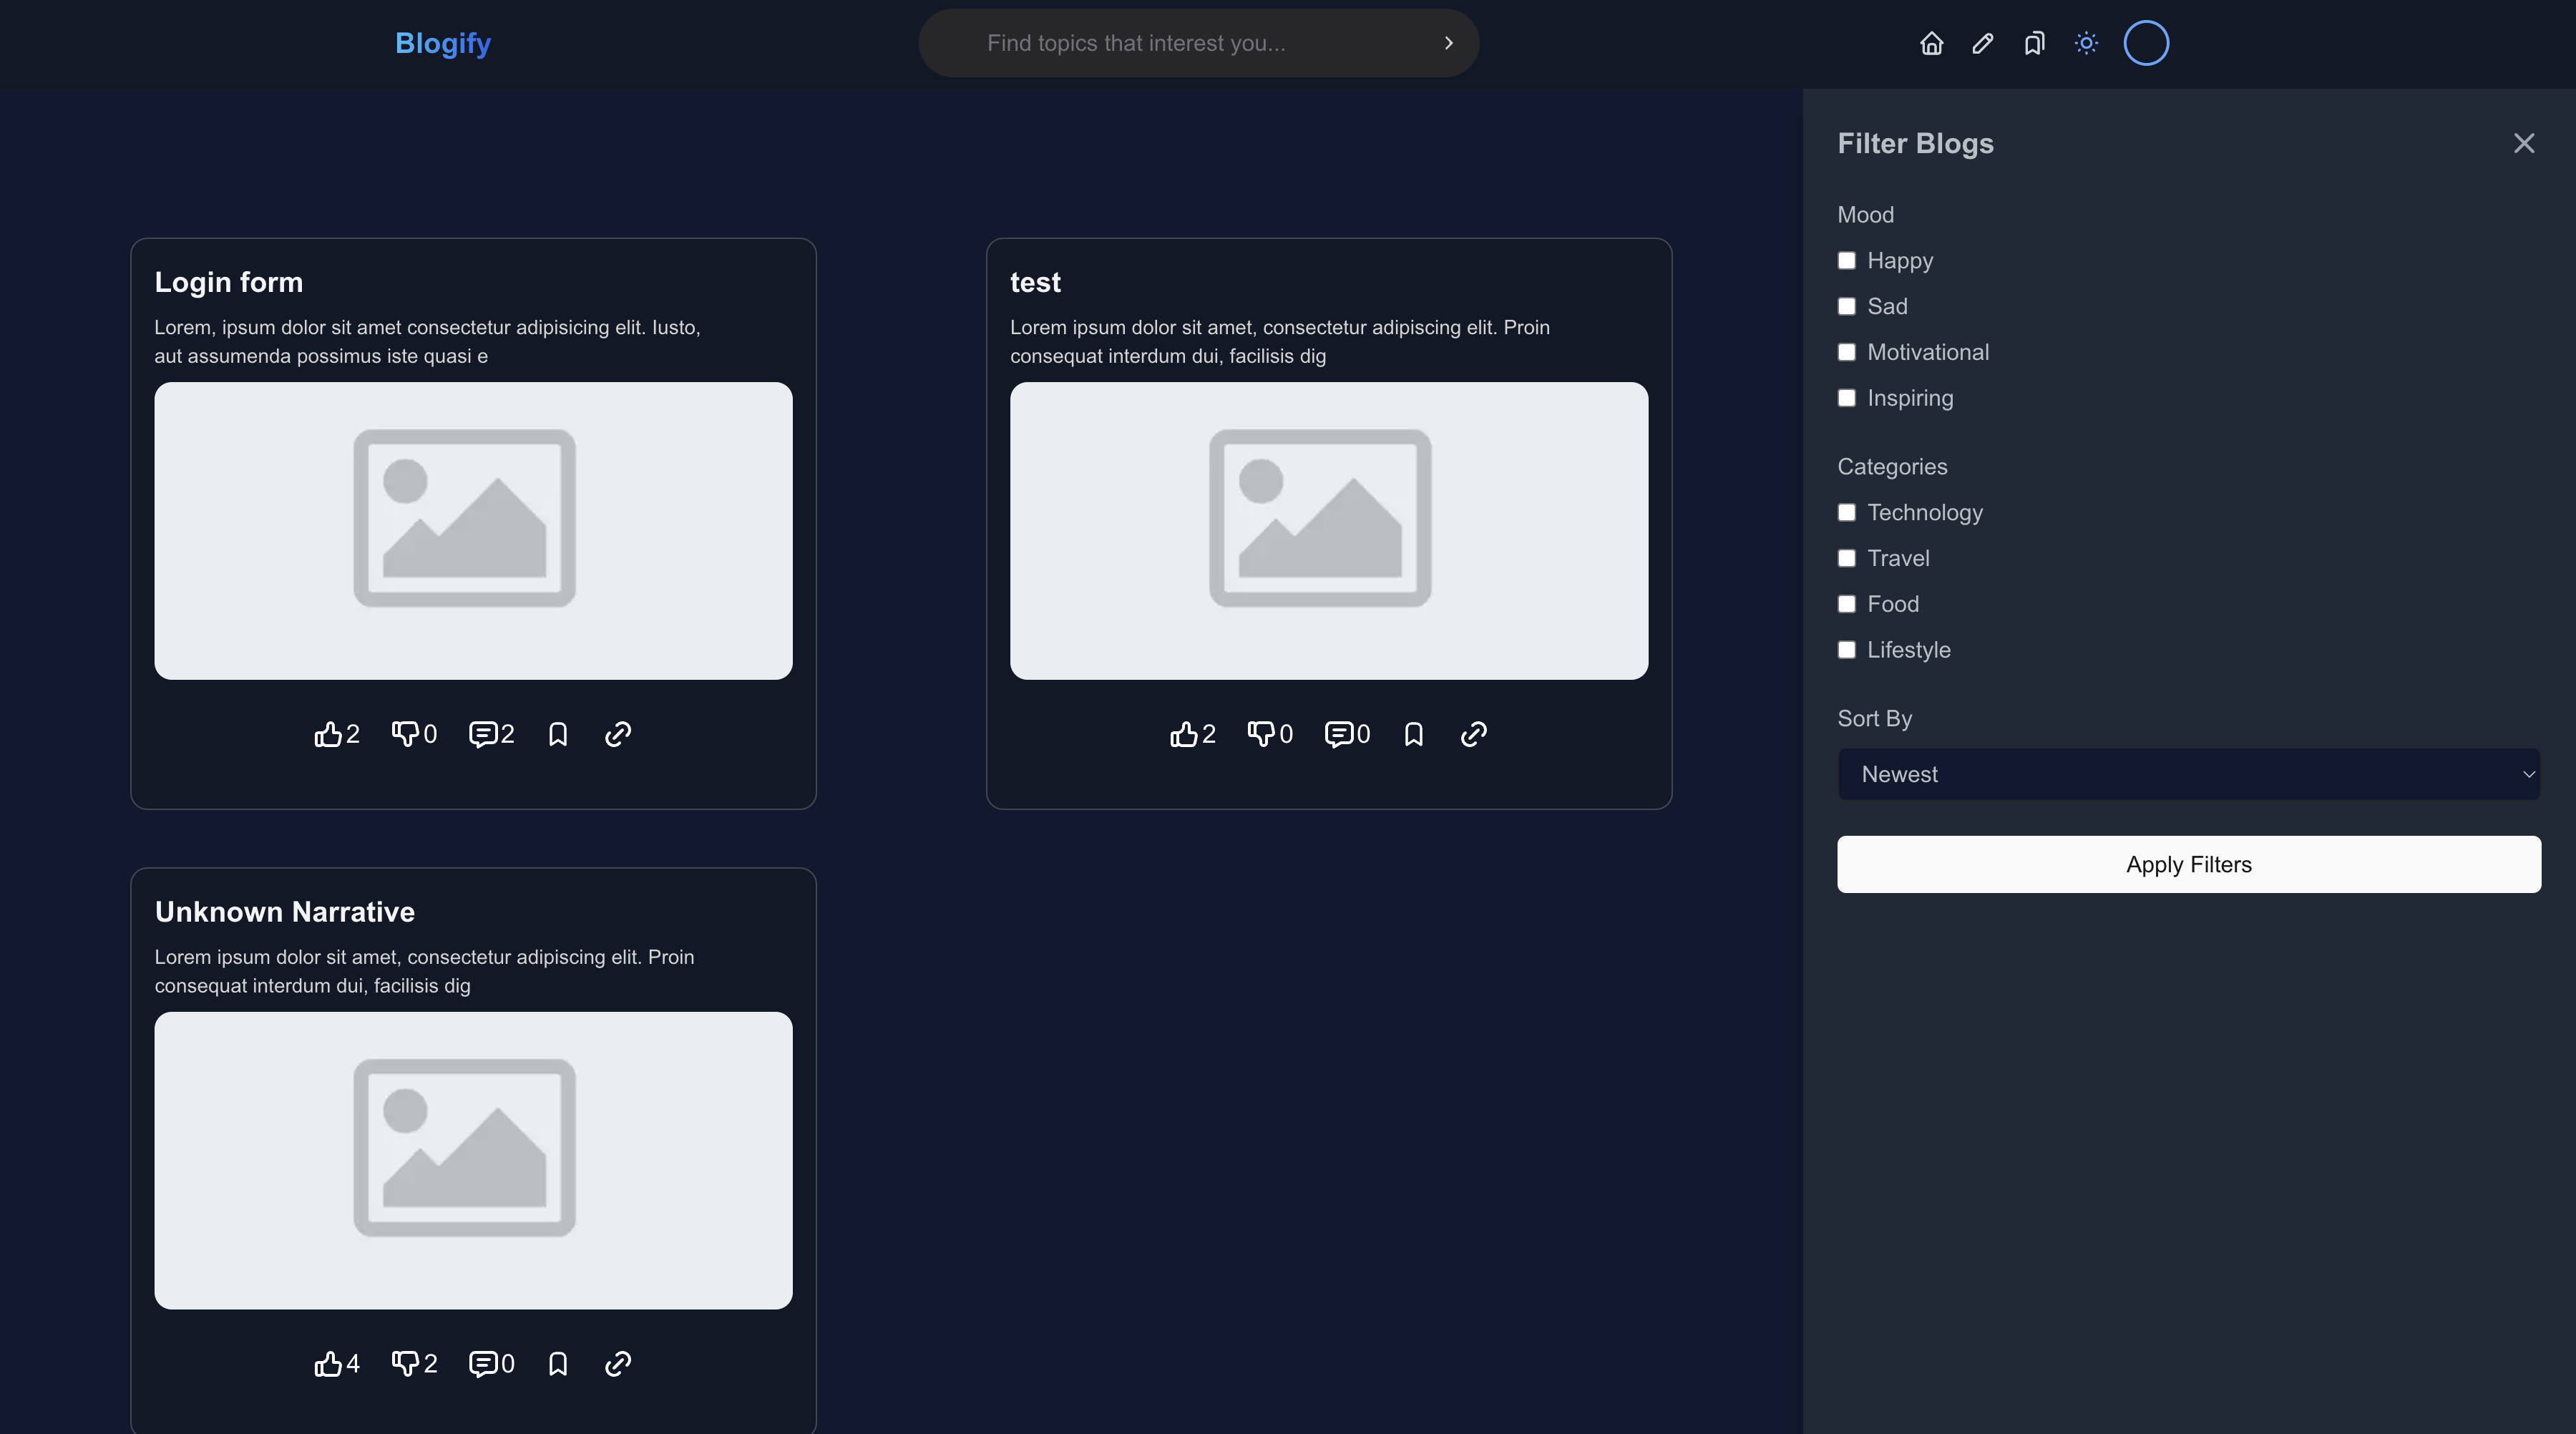 Blogify
Find topics that interest you...
Login form
Lorem, ipsum dolor sit amet consectetur adipisicing elit. Iusto,
aut assumenda possimus iste quasi e
2
0
2
test
Lorem ipsum dolor sit amet, consectetur adipiscing elit. Proin
consequat interdum dui, facilisis dig
2
0
0
Unknown Narrative
Lorem ipsum dolor sit amet, consectetur adipiscing elit. Proin
consequat interdum dui, facilisis dig
4
2
0
Filter Blogs
Mood
Happy
Sad
Motivational
Inspiring
Categories
Technology
Travel
Food
Lifestyle
Sort By
Newest
Apply Filters